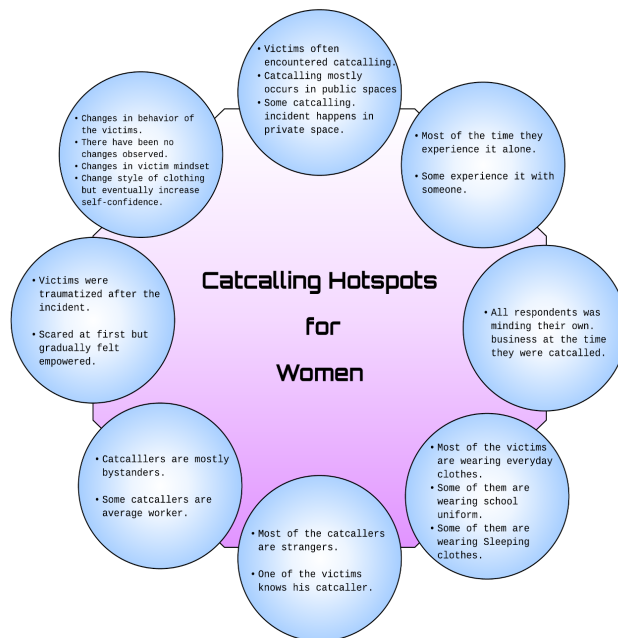 • Victims often
encountered catcalling.
• Catcalling mostly
occurs in public spaces
• Some catcalling.
incident happens in
private space.
• Most of the time they
experience it alone.
• Some experience it with
someone.
• All respondents was
minding their own.
business at the time
they were catcalled.
• Most of the victims
are wearing everyday
clothes.
• Some of them are
wearing school
uniform.
• Some of them are
wearing Sleeping
clothes.
• Most of the catcallers
are strangers.
• One of the victims
knows his catcaller.
• Catcalllers are mostly
bystanders.
• Some catcallers are
average worker.
• Victims were
traumatized after the
incident.
• Scared at first but
gradually felt
empowered.
• Changes in behavior of
the victims.
• There have been no
changes observed.
• Changes in victim mindset
• Change style of clothing
but eventually increase
self-confidence.
Catcalling Hotspots
for
Women